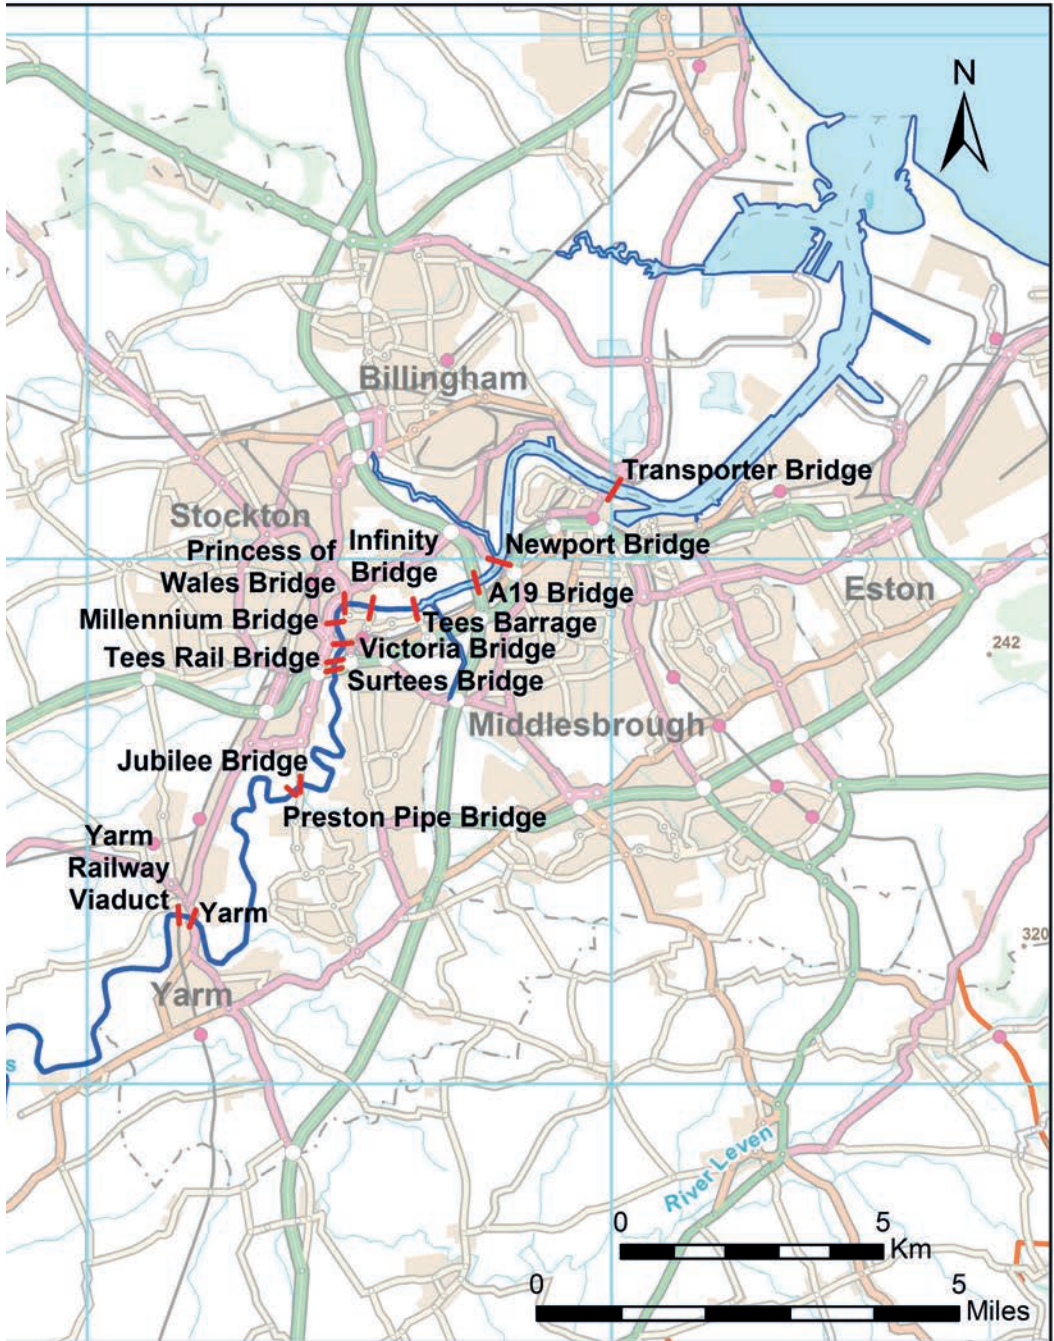 N
Billingham
Transporter Bridge
Stockton
Princess of
Wales Bridge
Infinity
Bridge
Newport Bridge
A19 Bridge
Eston
Millennium Bridge
Tees Barrage
Victoria Bridge
Tees Rail Bridge
Surtees Bridge
242
Middlesbrough
Jubilee Bridge
Preston Pipe Bridge
Yarm
Railway
Viaduct
Yarm
320
Yarm
s
River Leven
0 5
Km
0 5
Miles